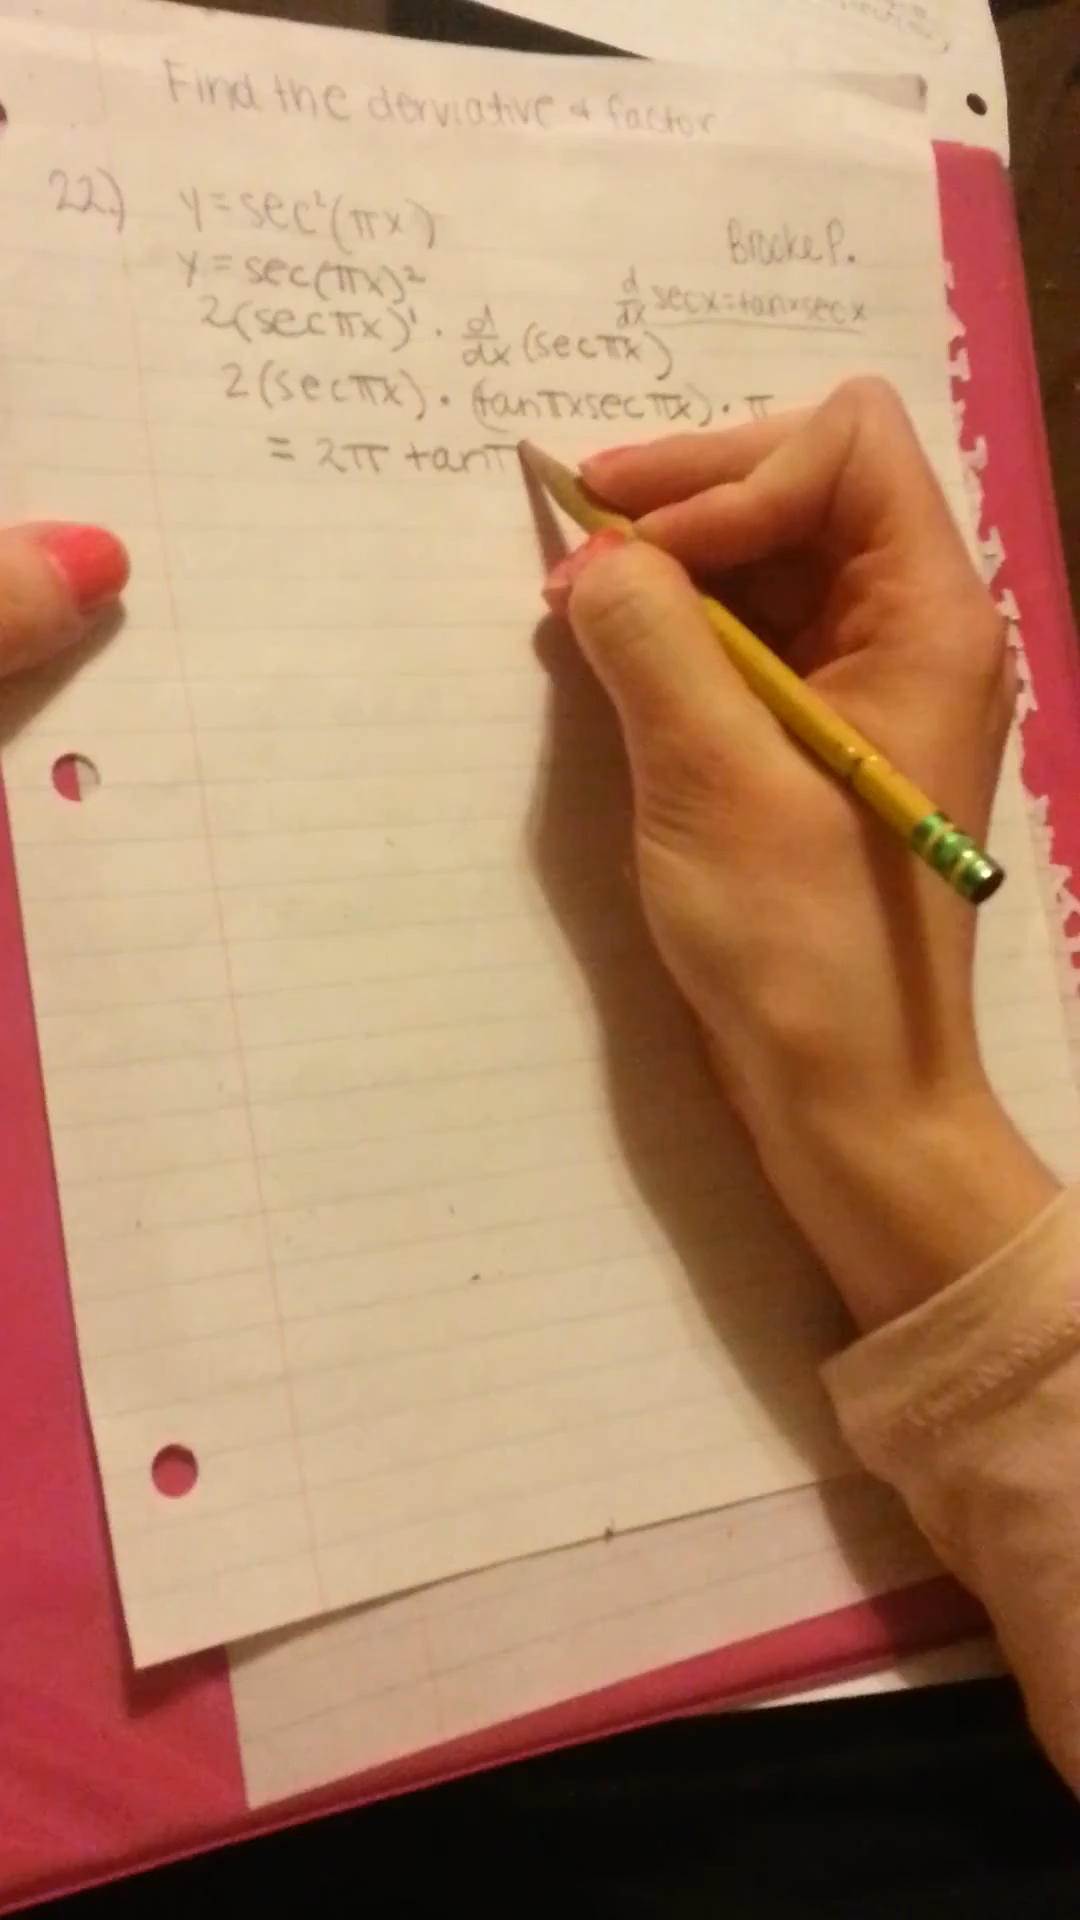 Find the derviative & factor
22.) y = sec²(πx)
Brooke P.
y = sec(πx)²
d/dx secx = tanxsecx
2(secπx)¹ · d/dx (secπx)
2(secπx) · (tanπxsecπx) · π
= 2π tanπ